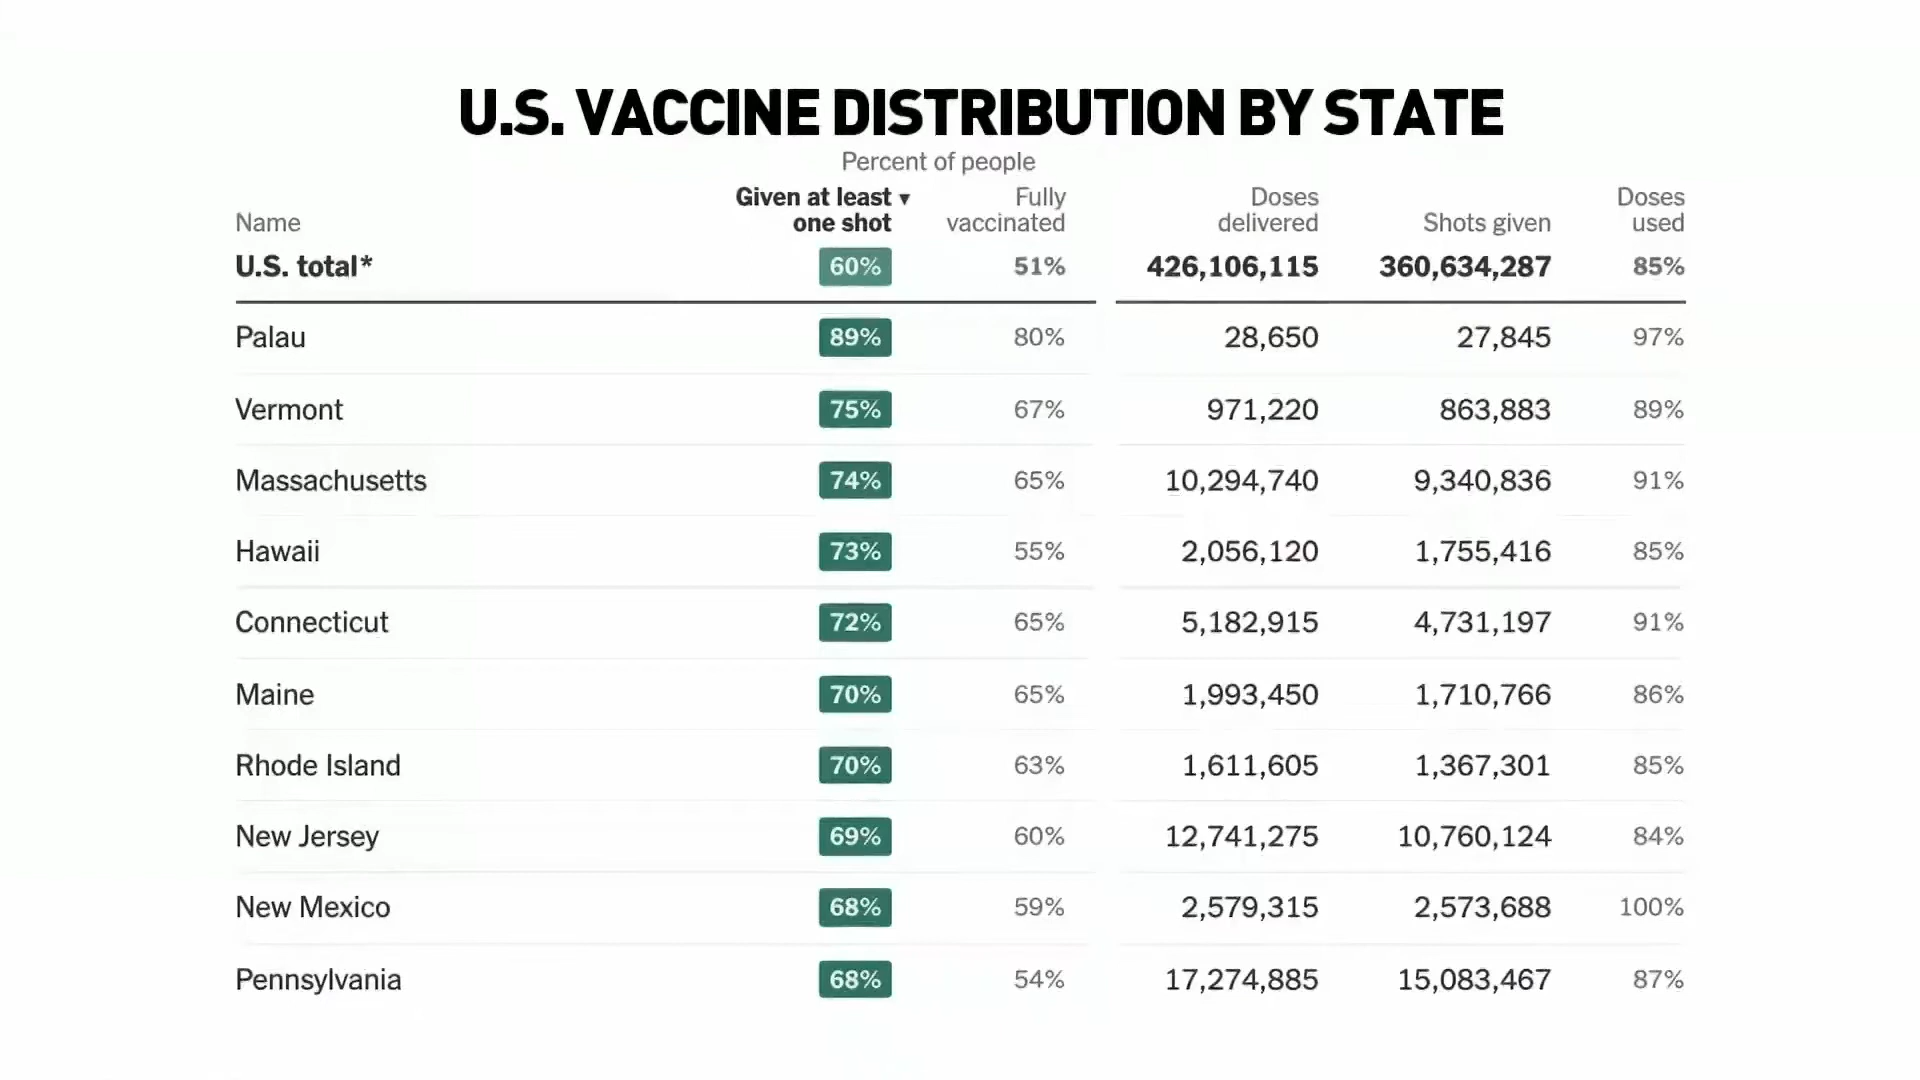 U.S. VACCINE DISTRIBUTION BY STATE
Percent of people
Name Given at least ▼ one shot Fully vaccinated Doses delivered Shots given Doses used
U.S. total* 60% 51% 426,106,115 360,634,287 85%
Palau 89% 80% 28,650 27,845 97%
Vermont 75% 67% 971,220 863,883 89%
Massachusetts 74% 65% 10,294,740 9,340,836 91%
Hawaii 73% 55% 2,056,120 1,755,416 85%
Connecticut 72% 65% 5,182,915 4,731,197 91%
Maine 70% 65% 1,993,450 1,710,766 86%
Rhode Island 70% 63% 1,611,605 1,367,301 85%
New Jersey 69% 60% 12,741,275 10,760,124 84%
New Mexico 68% 59% 2,579,315 2,573,688 100%
Pennsylvania 68% 54% 17,274,885 15,083,467 87%